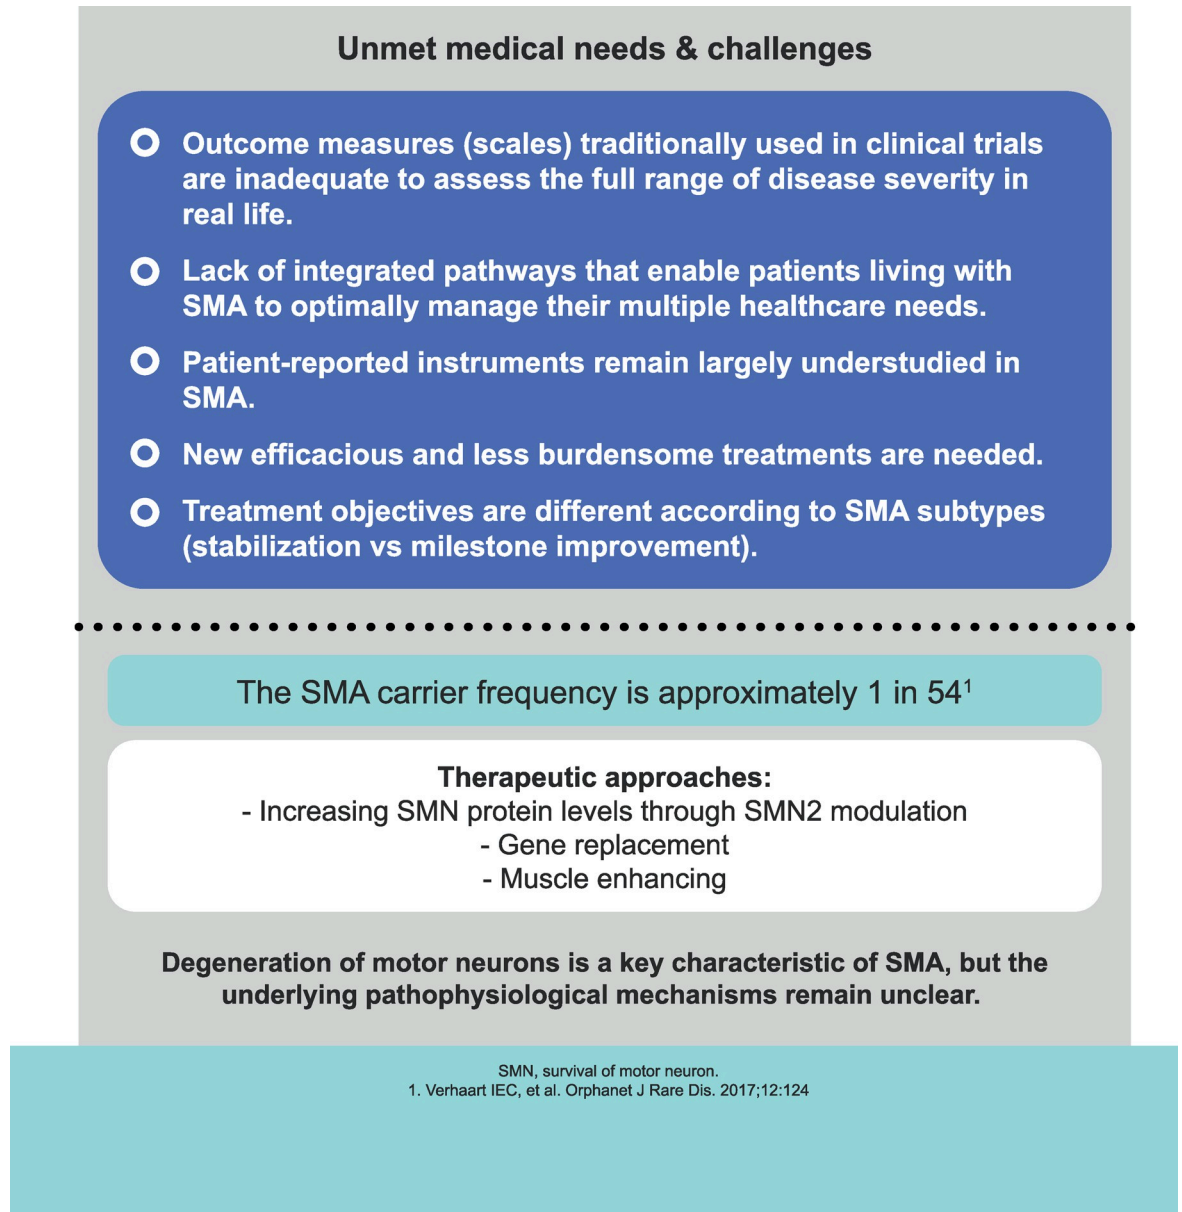 Unmet medical needs & challenges
Outcome measures (scales) traditionally used in clinical trials
are inadequate to assess the full range of disease severity in
real life.
Lack of integrated pathways that enable patients living with
SMA to optimally manage their multiple healthcare needs.
Patient-reported instruments remain largely understudied in
SMA.
New efficacious and less burdensome treatments are needed.
Treatment objectives are different according to SMA subtypes
(stabilization vs milestone improvement).
The SMA carrier frequency is approximately 1 in 54¹
Therapeutic approaches:
- Increasing SMN protein levels through SMN2 modulation
- Gene replacement
- Muscle enhancing
Degeneration of motor neurons is a key characteristic of SMA, but the
underlying pathophysiological mechanisms remain unclear.
SMN, survival of motor neuron.
1. Verhaart IEC, et al. Orphanet J Rare Dis. 2017;12:124